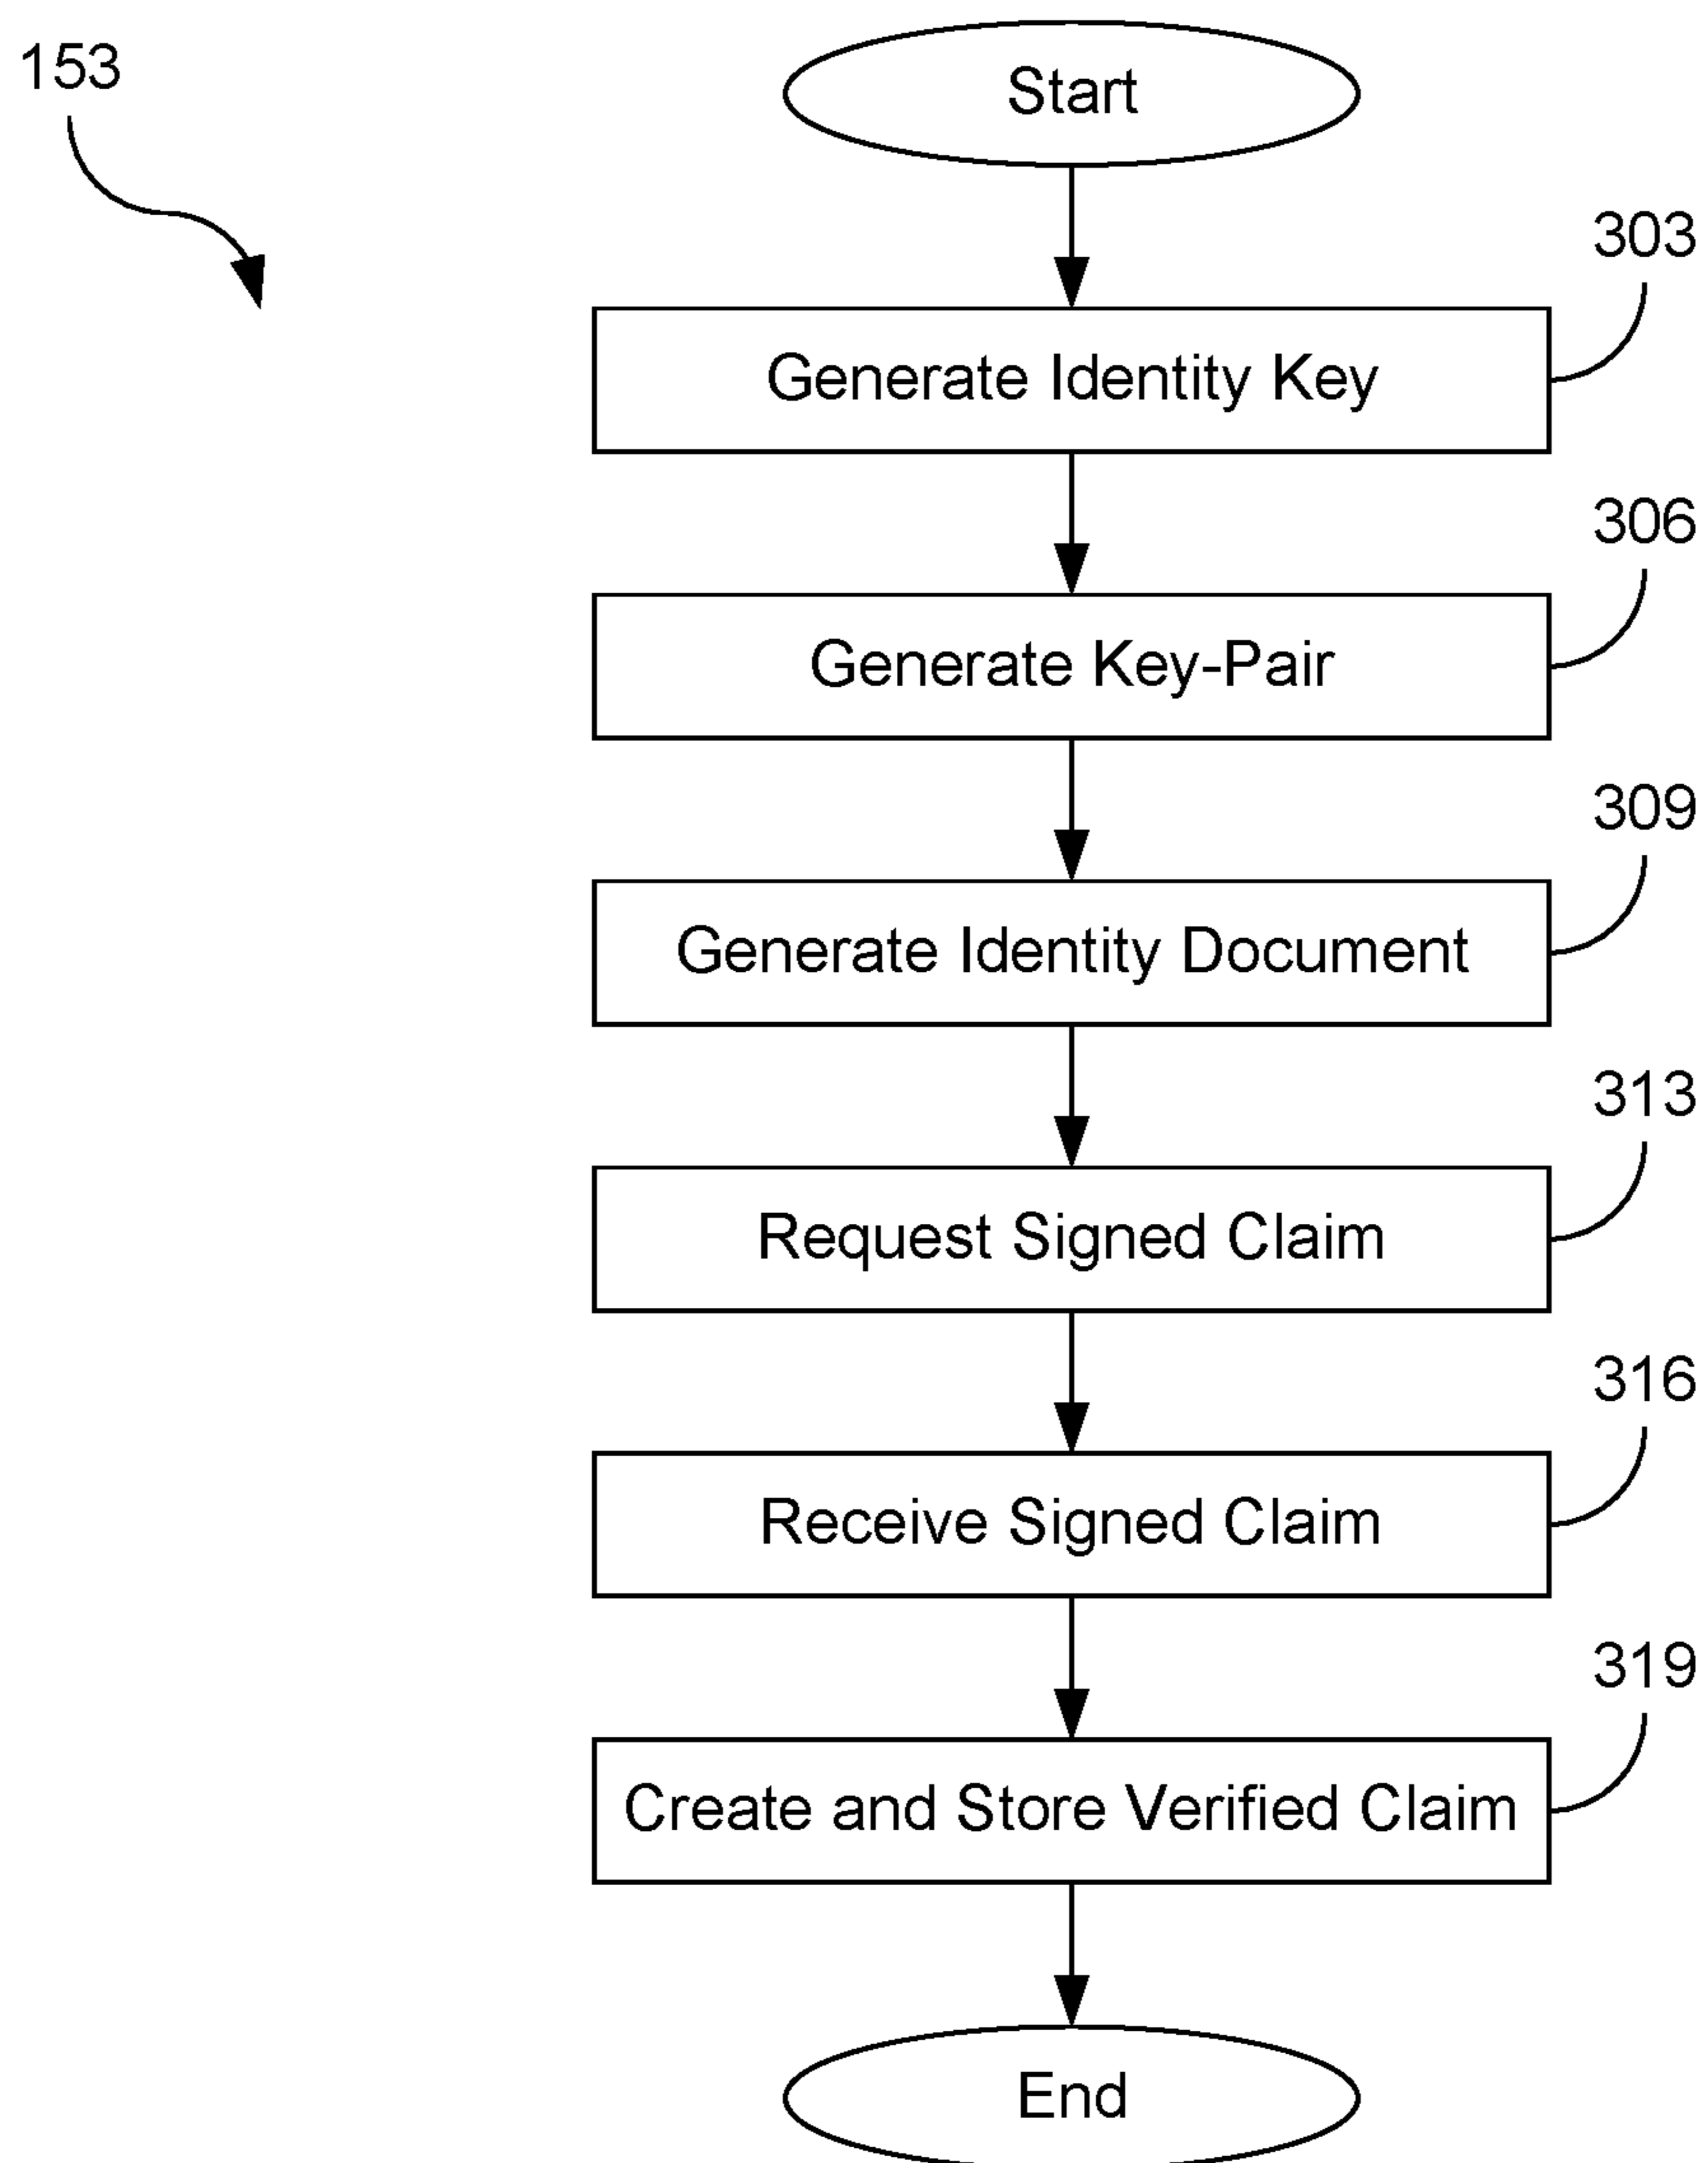 153
Start
303
Generate Identity Key
306
Generate Key-Pair
309
Generate Identity Document
313
Request Signed Claim
316
Receive Signed Claim
319
Create and Store Verified Claim
End